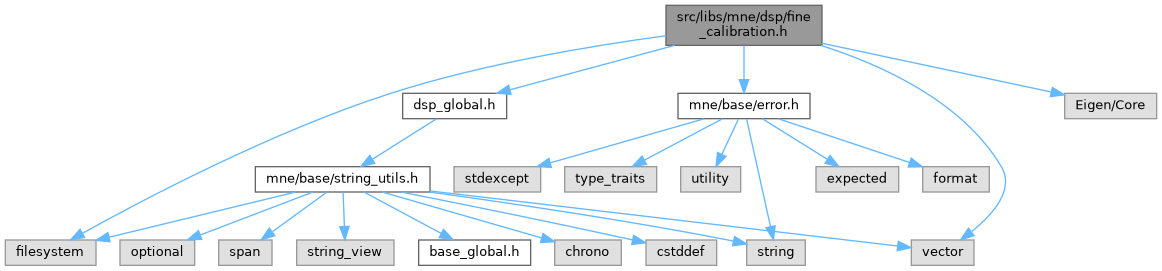 src/libs/mne/dsp/fine
_calibration.h
dsp_global.h
mne/base/error.h
Eigen/Core
mne/base/string_utils.h
stdexcept
type_traits
utility
expected
format
filesystem
optional
span
string_view
base_global.h
chrono
cstddef
string
vector